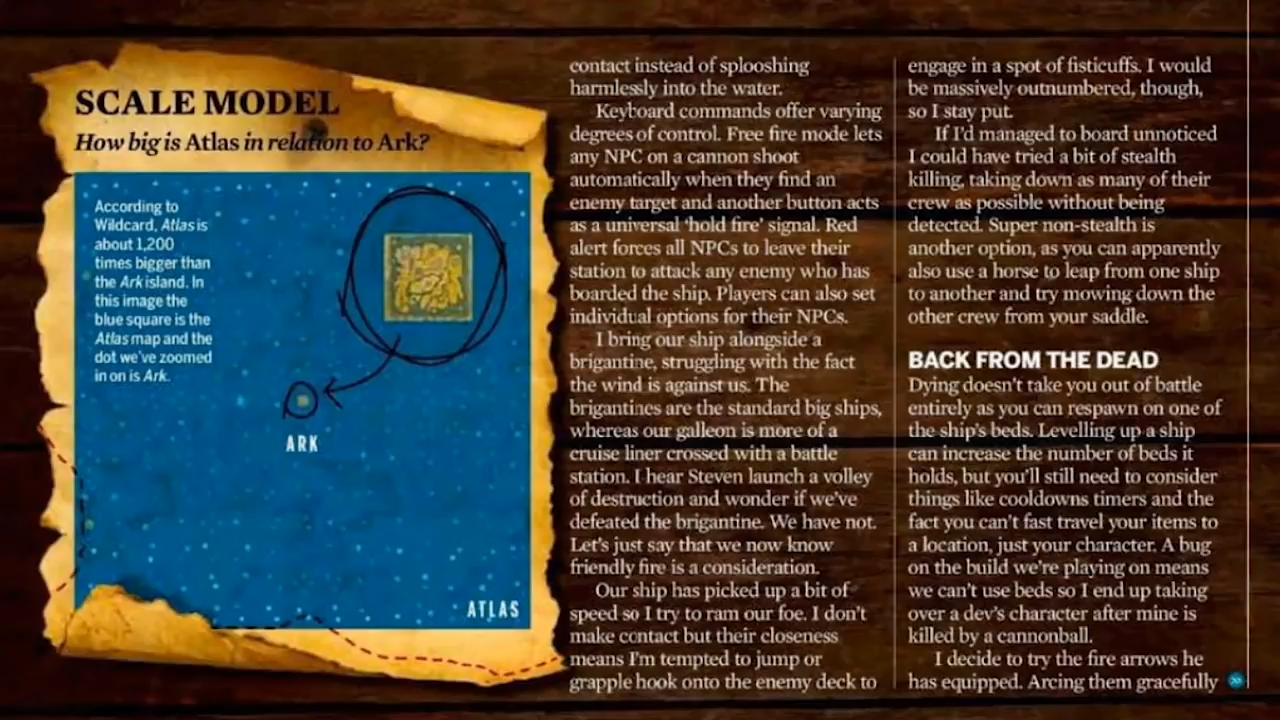 SCALE MODEL
How big is Atlas in relation to Ark?
According to
Wildcard, Atlas is
about 1,200
times bigger than
the Ark island. In
this image the
blue square is the
Atlas map and the
dot we've zoomed
in on is Ark.
ARK
ATLAS
contact instead of splooshing
harmlessly into the water.
Keyboard commands offer varying
degrees of control. Free fire mode lets
any NPC on a cannon shoot
automatically when they find an
enemy target and another button acts
as a universal ‘hold fire’ signal. Red
alert forces all NPCs to leave their
station to attack any enemy who has
boarded the ship. Players can also set
individual options for their NPCs.
I bring our ship alongside a
brigantine, struggling with the fact
the wind is against us. The
brigantines are the standard big ships,
whereas our galleon is more of a
cruise liner crossed with a battle
station. I hear Steven launch a volley
of destruction and wonder if we've
defeated the brigantine. We have not.
Let's just say that we now know
friendly fire is a consideration.
Our ship has picked up a bit of
speed so I try to ram our foe. I don't
make contact but their closeness
means I'm tempted to jump or
grapple hook onto the enemy deck to
engage in a spot of fisticuffs. I would
be massively outnumbered, though,
so I stay put.
If I'd managed to board unnoticed
I could have tried a bit of stealth
killing, taking down as many of their
crew as possible without being
detected. Super non-stealth is
another option, as you can apparently
also use a horse to leap from one ship
to another and try mowing down the
other crew from your saddle.
BACK FROM THE DEAD
Dying doesn't take you out of battle
entirely as you can respawn on one of
the ship's beds. Levelling up a ship
can increase the number of beds it
holds, but you'll still need to consider
things like cooldowns timers and the
fact you can't fast travel your items to
a location, just your character. A bug
on the build we're playing on means
we can't use beds so I end up taking
over a dev's character after mine is
killed by a cannonball.
I decide to try the fire arrows he
has equipped. Arcing them gracefully